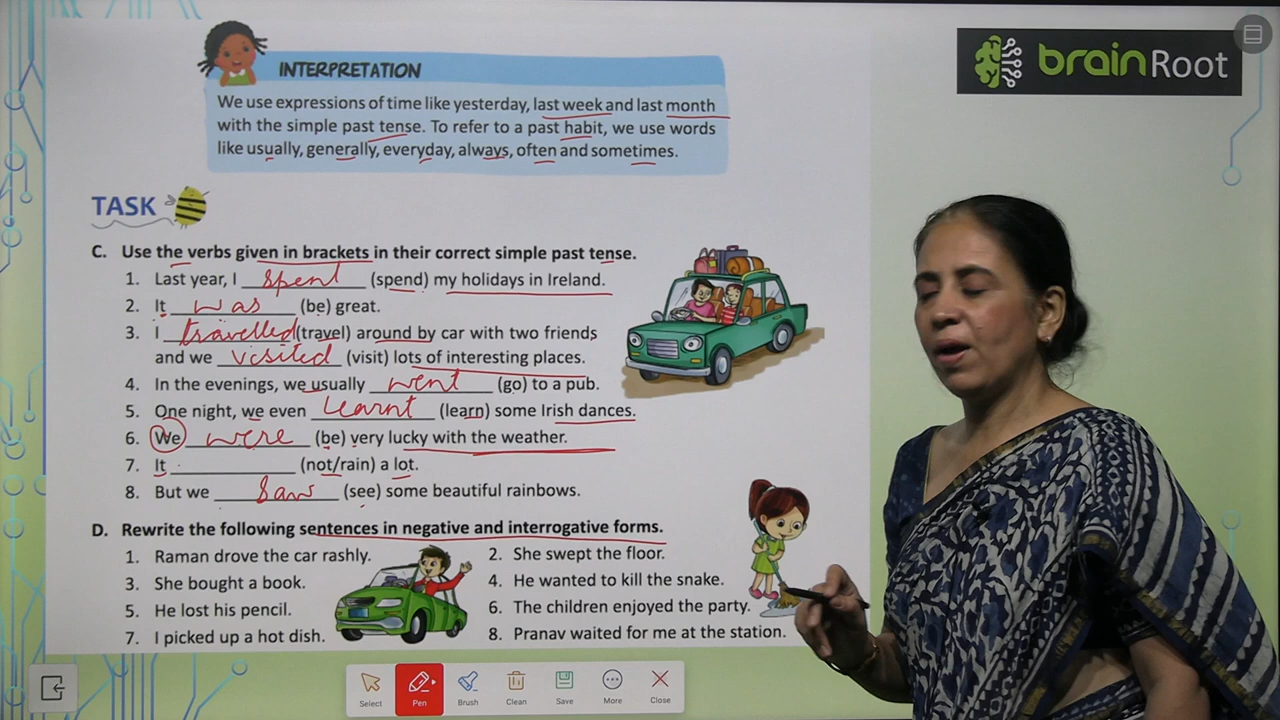 brainRoot
INTERPRETATION
We use expressions of time like yesterday, last week and last month
with the simple past tense. To refer to a past habit, we use words
like usually, generally, everyday, always, often and sometimes.
TASK
C. Use the verbs given in brackets in their correct simple past tense.
1. Last year, I spent (spend) my holidays in Ireland.
2. It was (be) great.
3. I travelled (travel) around by car with two friends
and we visited (visit) lots of interesting places.
4. In the evenings, we usually went (go) to a pub.
5. One night, we even learnt (learn) some Irish dances.
6. We were (be) very lucky with the weather.
7. It ____________ (not/rain) a lot.
8. But we saw (see) some beautiful rainbows.
D. Rewrite the following sentences in negative and interrogative forms.
1. Raman drove the car rashly. 2. She swept the floor.
3. She bought a book. 4. He wanted to kill the snake.
5. He lost his pencil. 6. The children enjoyed the party.
7. I picked up a hot dish. 8. Pranav waited for me at the station.
Select Pen Brush Clean Save More Close